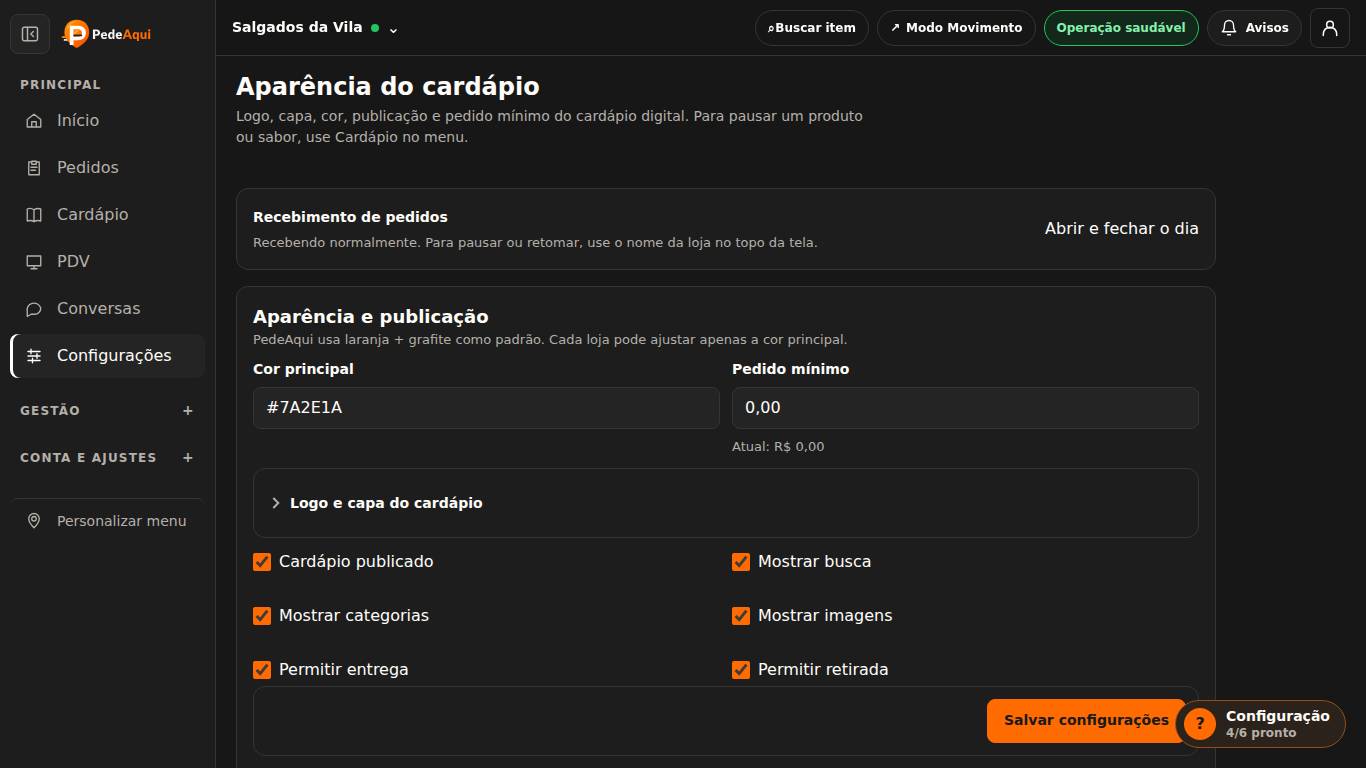 PedeAqui
PRINCIPAL
Início
Pedidos
Cardápio
PDV
Conversas
Configurações
GESTÃO +
CONTA E AJUSTES +
Personalizar menu
Salgados da Vila
Buscar item
↗ Modo Movimento
Operação saudável
Avisos
Aparência do cardápio
Logo, capa, cor, publicação e pedido mínimo do cardápio digital. Para pausar um produto
ou sabor, use Cardápio no menu.
Recebimento de pedidos
Recebendo normalmente. Para pausar ou retomar, use o nome da loja no topo da tela.
Abrir e fechar o dia
Aparência e publicação
PedeAqui usa laranja + grafite como padrão. Cada loja pode ajustar apenas a cor principal.
Cor principal
#7A2E1A
Pedido mínimo
0,00
Atual: R$ 0,00
Logo e capa do cardápio
Cardápio publicado
Mostrar busca
Mostrar categorias
Mostrar imagens
Permitir entrega
Permitir retirada
Salvar configurações
?
Configuração
4/6 pronto